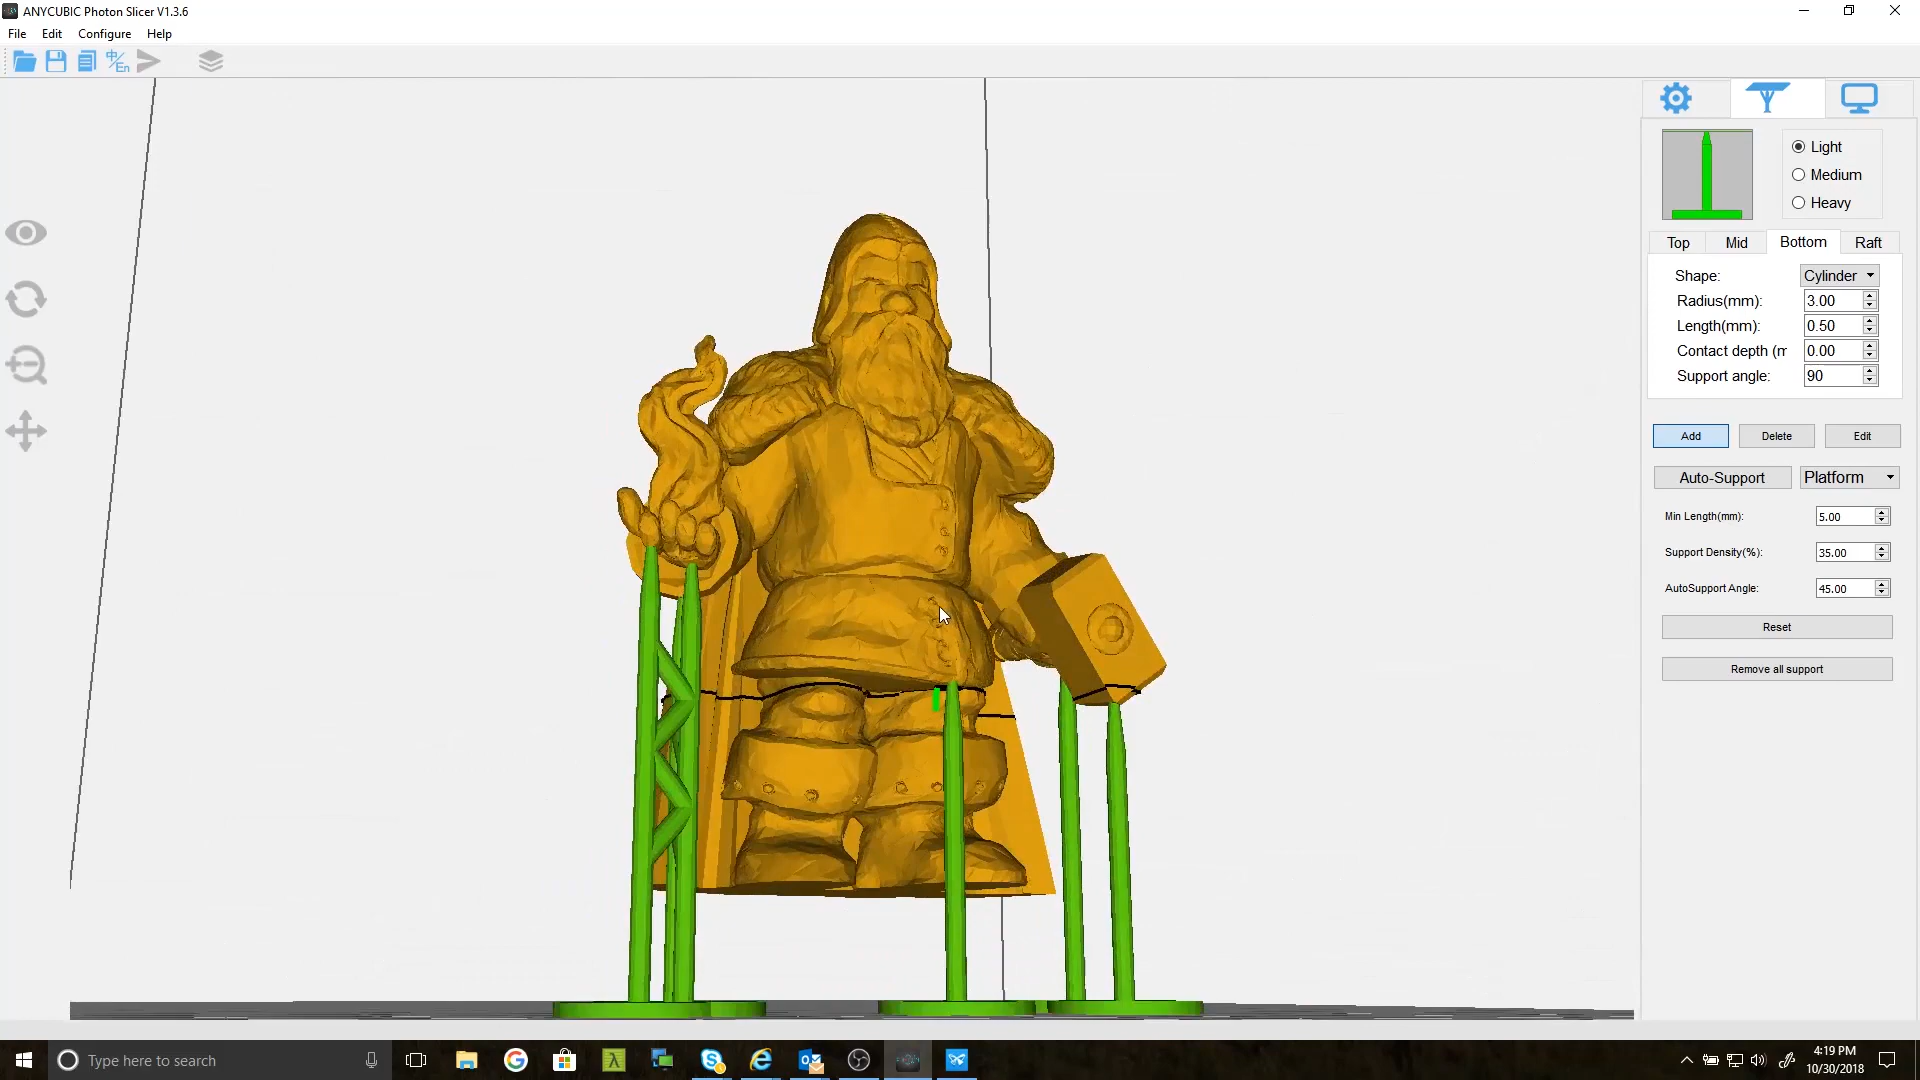 ANYCUBIC Photon Slicer V1.3.6
File Edit Configure Help
中/En
Light
Medium
Heavy
Top Mid Bottom Raft
Shape: Cylinder
Radius(mm): 3.00
Length(mm): 0.50
Contact depth (m 0.00
Support angle: 90
Add Delete Edit
Auto-Support Platform
Min Length(mm): 5.00
Support Density(%): 35.00
AutoSupport Angle: 45.00
Reset
Remove all support
Type here to search
4:19 PM
10/30/2018